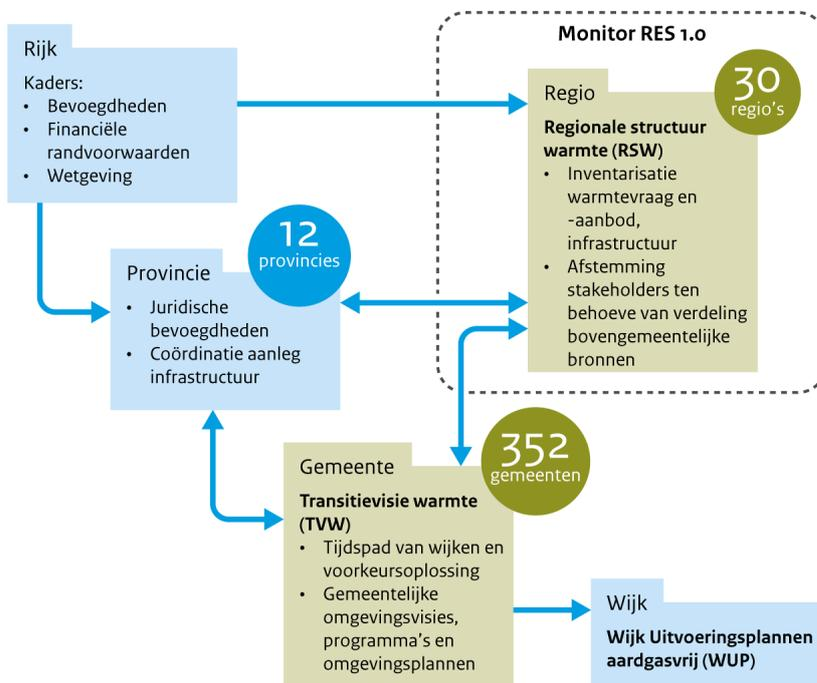 Monitor RES 1.0
Rijk
Kaders:
• Bevoegdheden
• Financiële
randvoorwaarden
• Wetgeving
Regio
30
regio's
Regionale structuur
warmte (RSW)
• Inventarisatie
warmtevraag en
-aanbod,
infrastructuur
• Afstemming
stakeholders ten
behoeve van verdeling
bovengemeentelijke
bronnen
12
provincies
Provincie
• Juridische
bevoegdheden
• Coördinatie aanleg
infrastructuur
352
gemeenten
Gemeente
Transitievisie warmte
(TVW)
• Tijdspad van wijken en
voorkeursoplossing
• Gemeentelijke
omgevingsvisies,
programma's en
omgevingsplannen
Wijk
Wijk Uitvoeringsplannen
aardgasvrij (WUP)